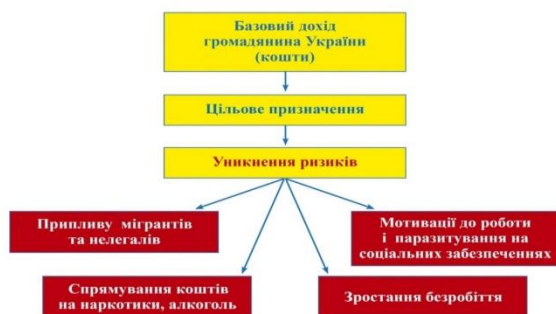 Базовий дохід
громадянина України
(кошти)
Цільове призначення
Уникнення ризиків
Припливу мігрантів
та нелегалів
Мотивації до роботи
і паразитування на
соціальних забезпеченнях
Спрямування коштів
на наркотики, алкоголь
Зростання безробіття